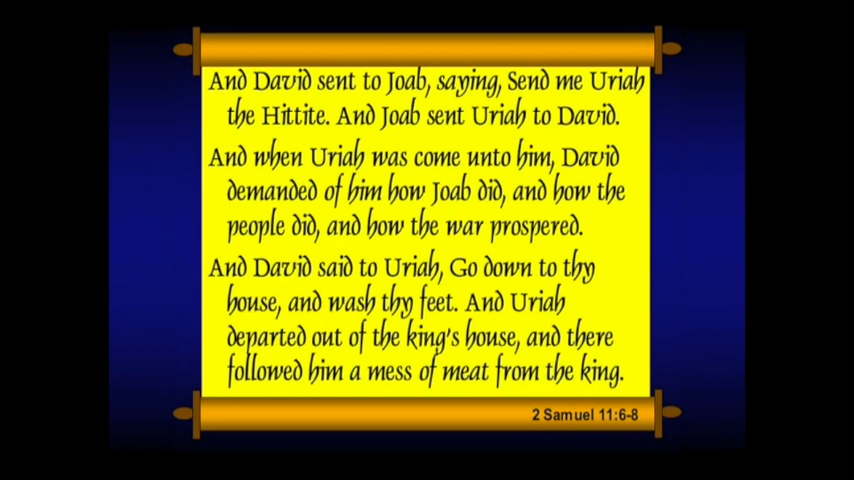 And David sent to Joab, saying, Send me Uriah
the Hittite. And Joab sent Uriah to David.
And when Uriah was come unto him, David
demanded of him how Joab did, and how the
people did, and how the war prospered.
And David said to Uriah, Go down to thy
house, and wash thy feet. And Uriah
departed out of the king's house, and there
followed him a mess of meat from the king.
2 Samuel 11:6-8